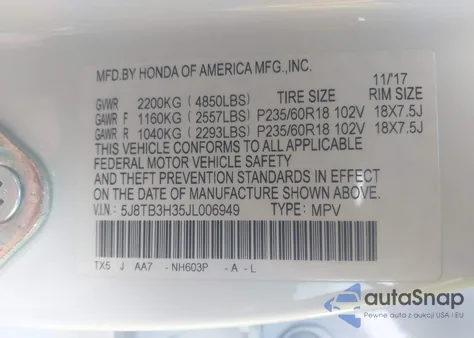 MFD.BY HONDA OF AMERICA MFG.,INC.
11/'17
GVWR 2200KG (4850LBS) TIRE SIZE RIM SIZE
GAWR F 1160KG (2557LBS) P235/60R18 102V 18X7.5J
GAWR R 1040KG (2293LBS) P235/60R18 102V 18X7.5J
THIS VEHICLE CONFORMS TO ALL APPLICABLE
FEDERAL MOTOR VEHICLE SAFETY
AND THEFT PREVENTION STANDARDS IN EFFECT
ON THE DATE OF MANUFACTURE SHOWN ABOVE.
V.I.N.: 5J8TB3H35JL006949 TYPE: MPV
TX5 J AA7 -NH603P -A-L
autoSnap
Pewne auta z aukcji USA i EU